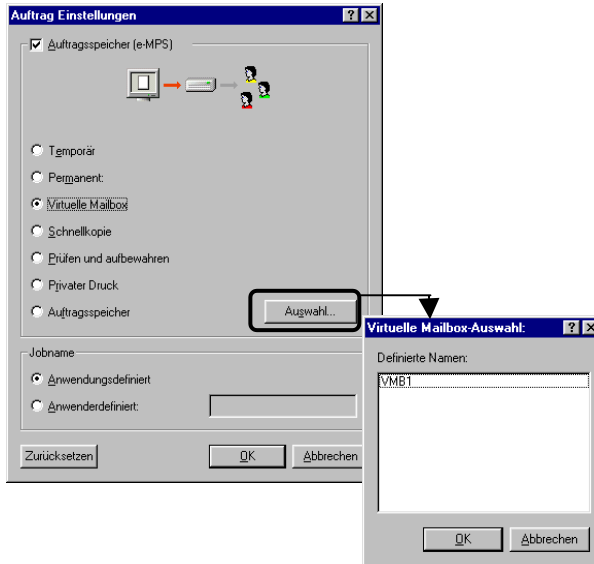 Auftrag Einstellungen
Auftragsspeicher (e-MPS)
Temporär
Permanent:
Virtuelle Mailbox
Schnellkopie
Prüfen und aufbewahren
Privater Druck
Auftragsspeicher
Auswahl...
Jobname
Anwendungsdefiniert
Anwenderdefiniert:
Zurücksetzen
OK
Abbrechen
Virtuelle Mailbox-Auswahl:
Definierte Namen:
VMB1
OK
Abbrechen